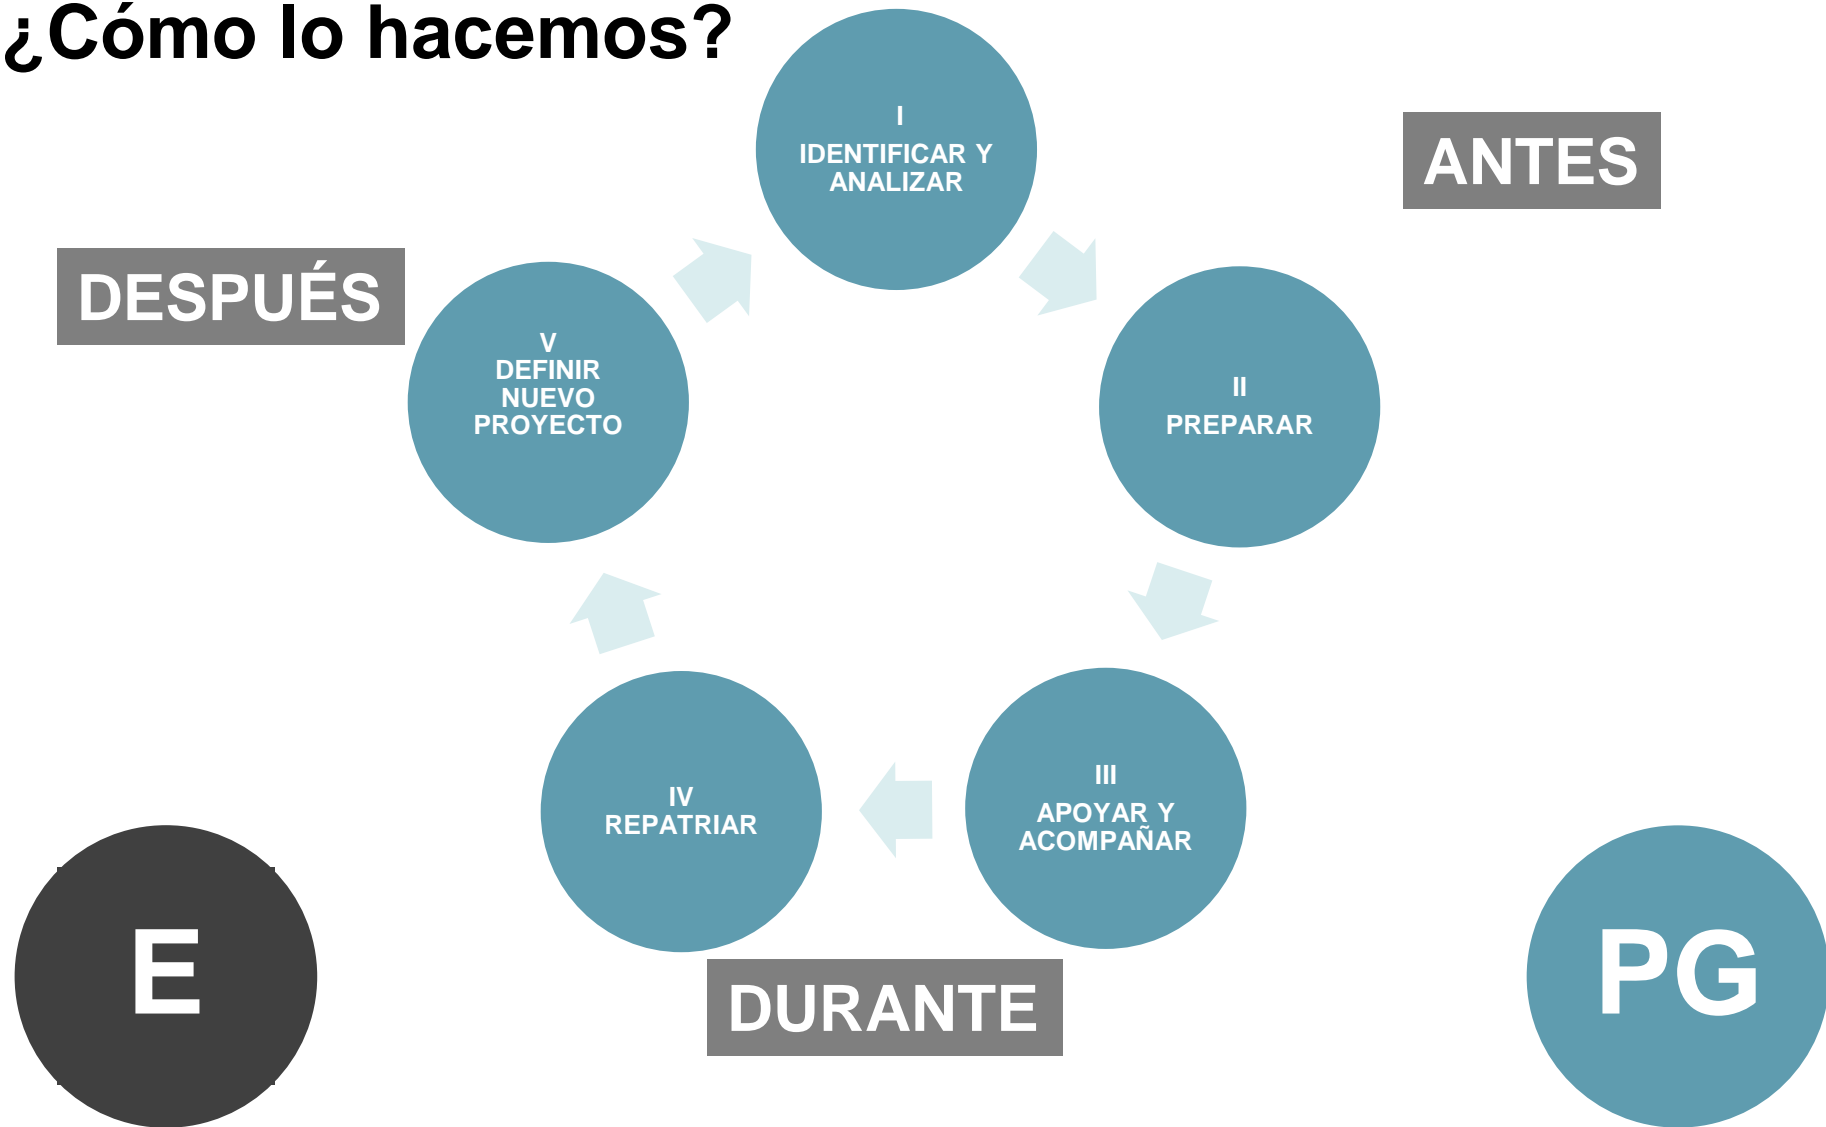 ¿Cómo lo hacemos?
I
IDENTIFICAR Y
ANALIZAR
ANTES
II
PREPARAR
III
APOYAR Y
ACOMPAÑAR
DURANTE
IV
REPATRIAR
DESPUÉS
V
DEFINIR
NUEVO
PROYECTO
E
PG